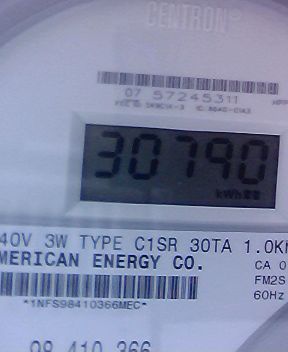 CENTRON®
07 57245311
30790
kWh
40V 3W TYPE C1SR 30TA 1.0K
MERICAN ENERGY CO.
CA 0
FM2S
*1NFS98410366MEC*
60Hz
98 410 366